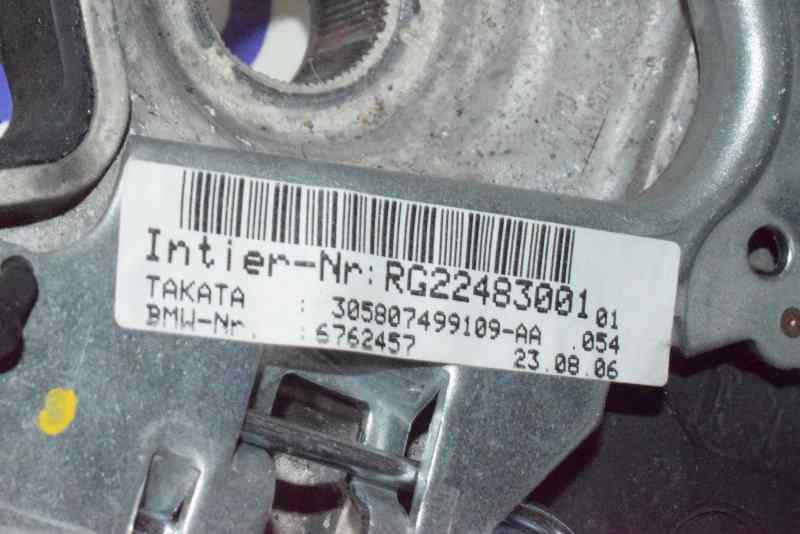 Intier-Nr: RG22483001 01
TAKATA : 305807499109-AA .054
BMW-Nr. : 6762457 23.08.06